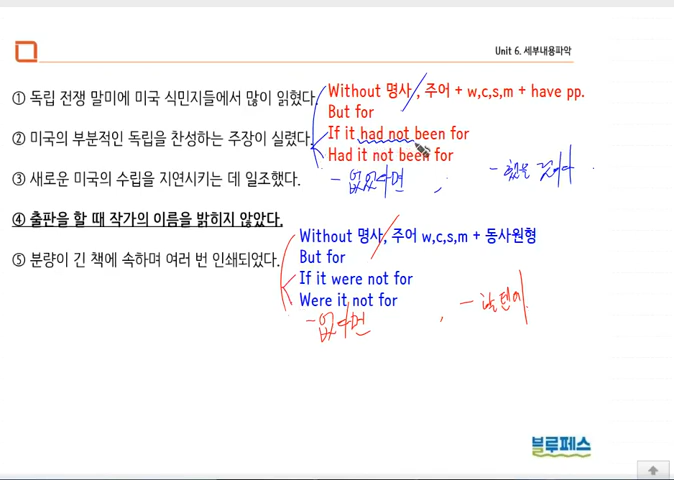 Unit 6. 세부내용파악
① 독립 전쟁 말미에 미국 식민지들에서 많이 읽혔다.
② 미국의 부분적인 독립을 찬성하는 주장이 실렸다.
③ 새로운 미국의 수립을 지연시키는 데 일조했다.
④ 출판을 할 때 작가의 이름을 밝히지 않았다.
⑤ 분량이 긴 책에 속하며 여러 번 인쇄되었다.
Without 명사, 주어 + w,c,s,m + have pp.
But for
If it had not been for
Had it not been for
- 없었다면 , - 했을 것이다
Without 명사, 주어 w,c,s,m + 동사원형
But for
If it were not for
Were it not for
- 없다면 , - 할텐데
블루페스